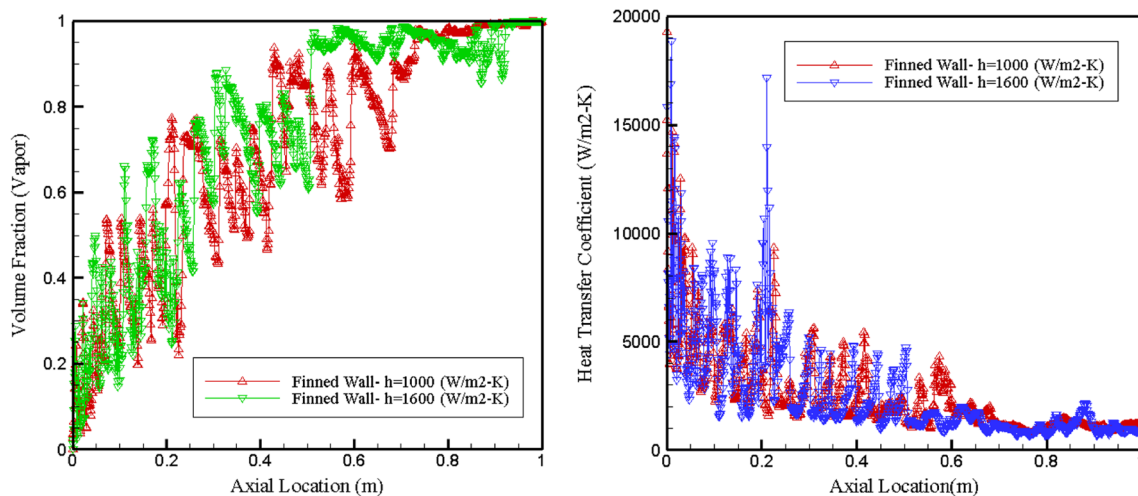 1
0.8
0.6
0.4
0.2
0
Volume Fraction (Vapor)
Finned Wall- h=1000 (W/m2-K)
Finned Wall- h=1600 (W/m2-K)
0 0.2 0.4 0.6 0.8 1
Axial Location (m)
20000
15000
10000
5000
0
Heat Transfer Coefficient (W/m2-K)
Finned Wall- h=1000 (W/m2-K)
Finned Wall- h=1600 (W/m2-K)
0 0.2 0.4 0.6 0.8
Axial Location(m)